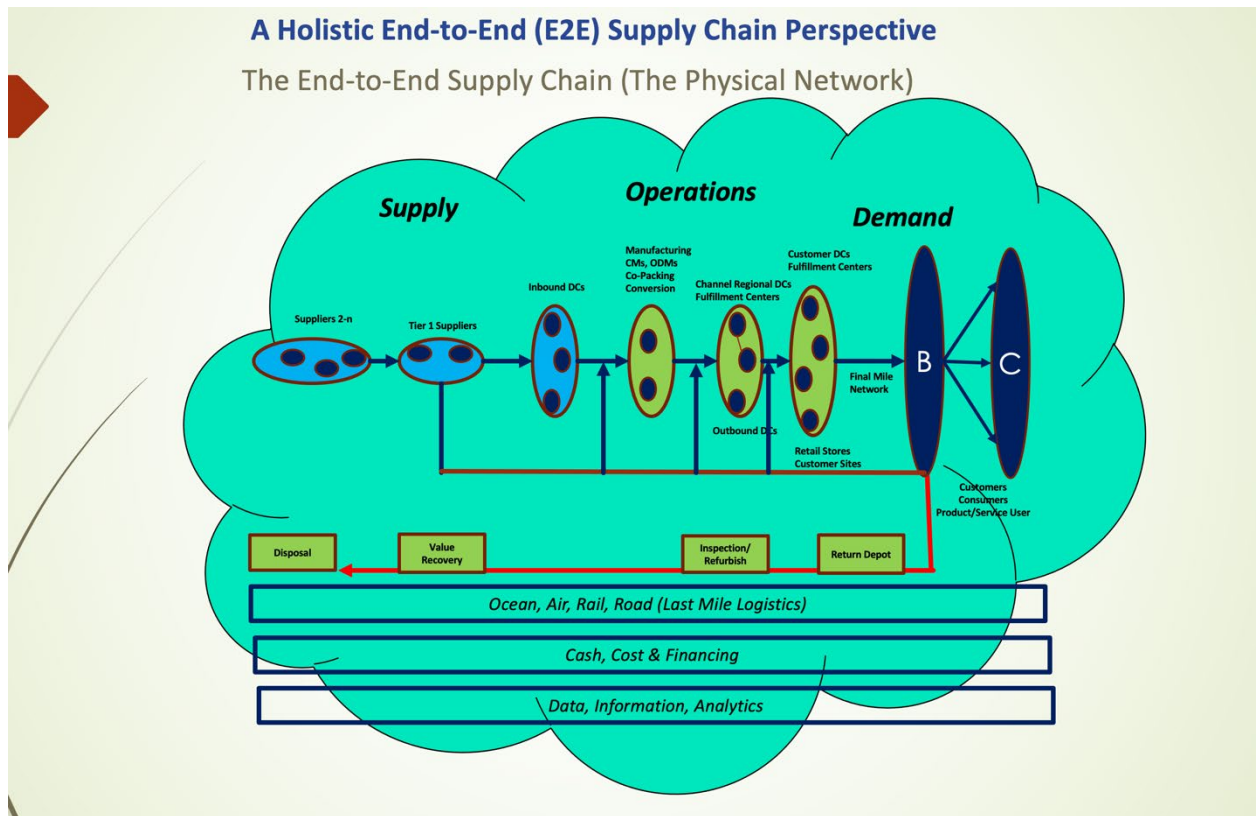 A Holistic End-to-End (E2E) Supply Chain Perspective
The End-to-End Supply Chain (The Physical Network)
Supply
Operations
Demand
Suppliers 2-n
Tier 1 Suppliers
Inbound DCs
Manufacturing
CMs, ODMs
Co-Packing
Conversion
Channel Regional DCs
Fulfillment Centers
Outbound DCs
Customer DCs
Fulfillment Centers
Retail Stores
Customer Sites
Final Mile
Network
B
C
Customers
Consumers
Product/Service User
Disposal
Value
Recovery
Inspection/
Refurbish
Return Depot
Ocean, Air, Rail, Road (Last Mile Logistics)
Cash, Cost & Financing
Data, Information, Analytics